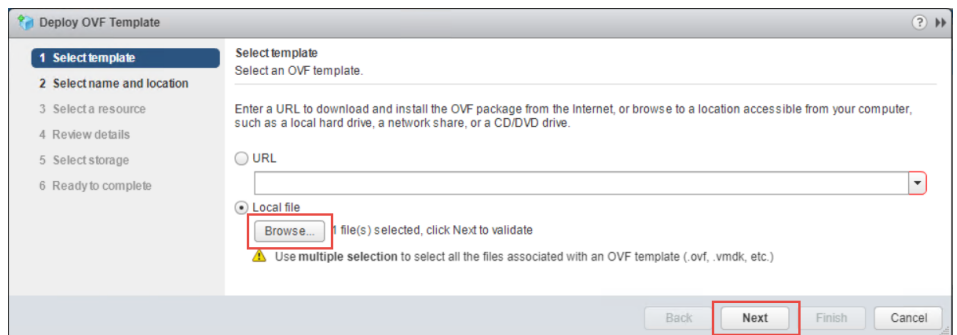 Deploy OVF Template
1 Select template
2 Select name and location
3 Select a resource
4 Review details
5 Select storage
6 Ready to complete
Select template
Select an OVF template.
Enter a URL to download and install the OVF package from the Internet, or browse to a location accessible from your computer,
such as a local hard drive, a network share, or a CD/DVD drive.
URL
Local file
Browse... 1 file(s) selected, click Next to validate
Use multiple selection to select all the files associated with an OVF template (.ovf, .vmdk, etc.)
Back Next Finish Cancel